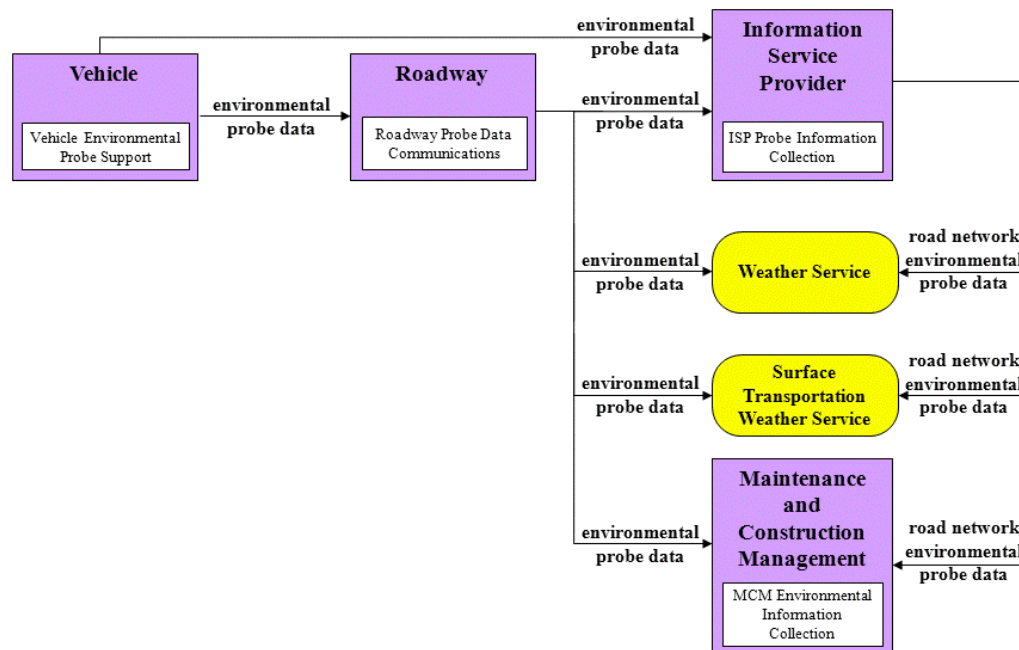 environmental
probe data
Information
Service
Provider
ISP Probe Information
Collection
Vehicle
Vehicle Environmental
Probe Support
environmental
probe data
Roadway
Roadway Probe Data
Communications
environmental
probe data
environmental
probe data
Weather Service
road network
environmental
probe data
environmental
probe data
Surface
Transportation
Weather Service
road network
environmental
probe data
environmental
probe data
Maintenance
and
Construction
Management
MCM Environmental
Information
Collection
road network
environmental
probe data